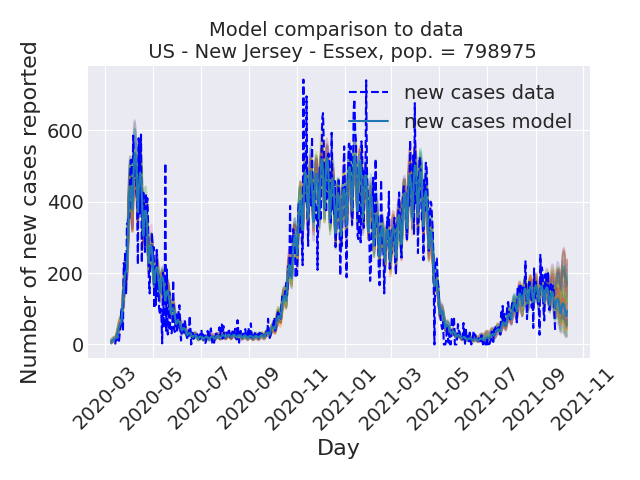 Model comparison to data
US - New Jersey - Essex, pop. = 798975
Number of new cases reported
600
400
200
0
new cases data
new cases model
2020-03
2020-05
2020-07
2020-09
2020-11
2021-01
2021-03
2021-05
2021-07
2021-09
2021-11
Day